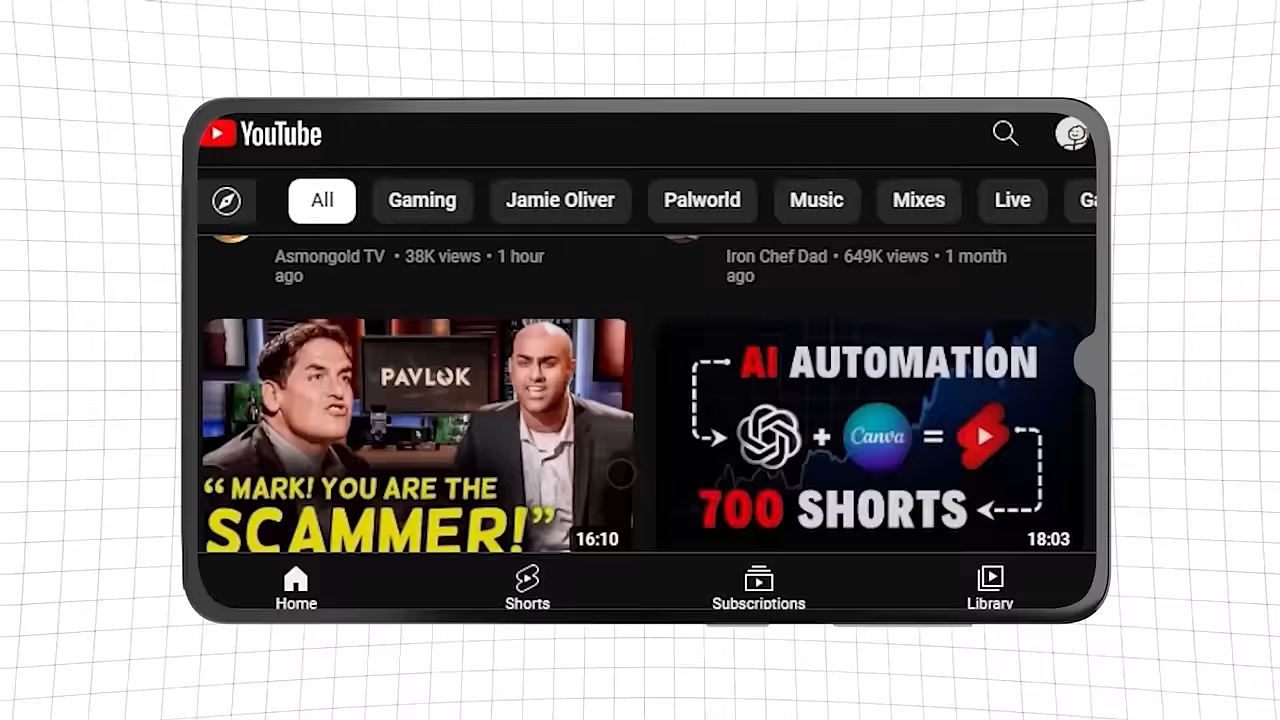 YouTube
All Gaming Jamie Oliver Palworld Music Mixes Live Ga
Asmongold TV • 38K views • 1 hour
ago
Iron Chef Dad • 649K views • 1 month
ago
PAVLOK
“ MARK! YOU ARE THE
SCAMMER!”
16:10
AI AUTOMATION
+ Canva =
700 SHORTS
18:03
Home Shorts Subscriptions Library